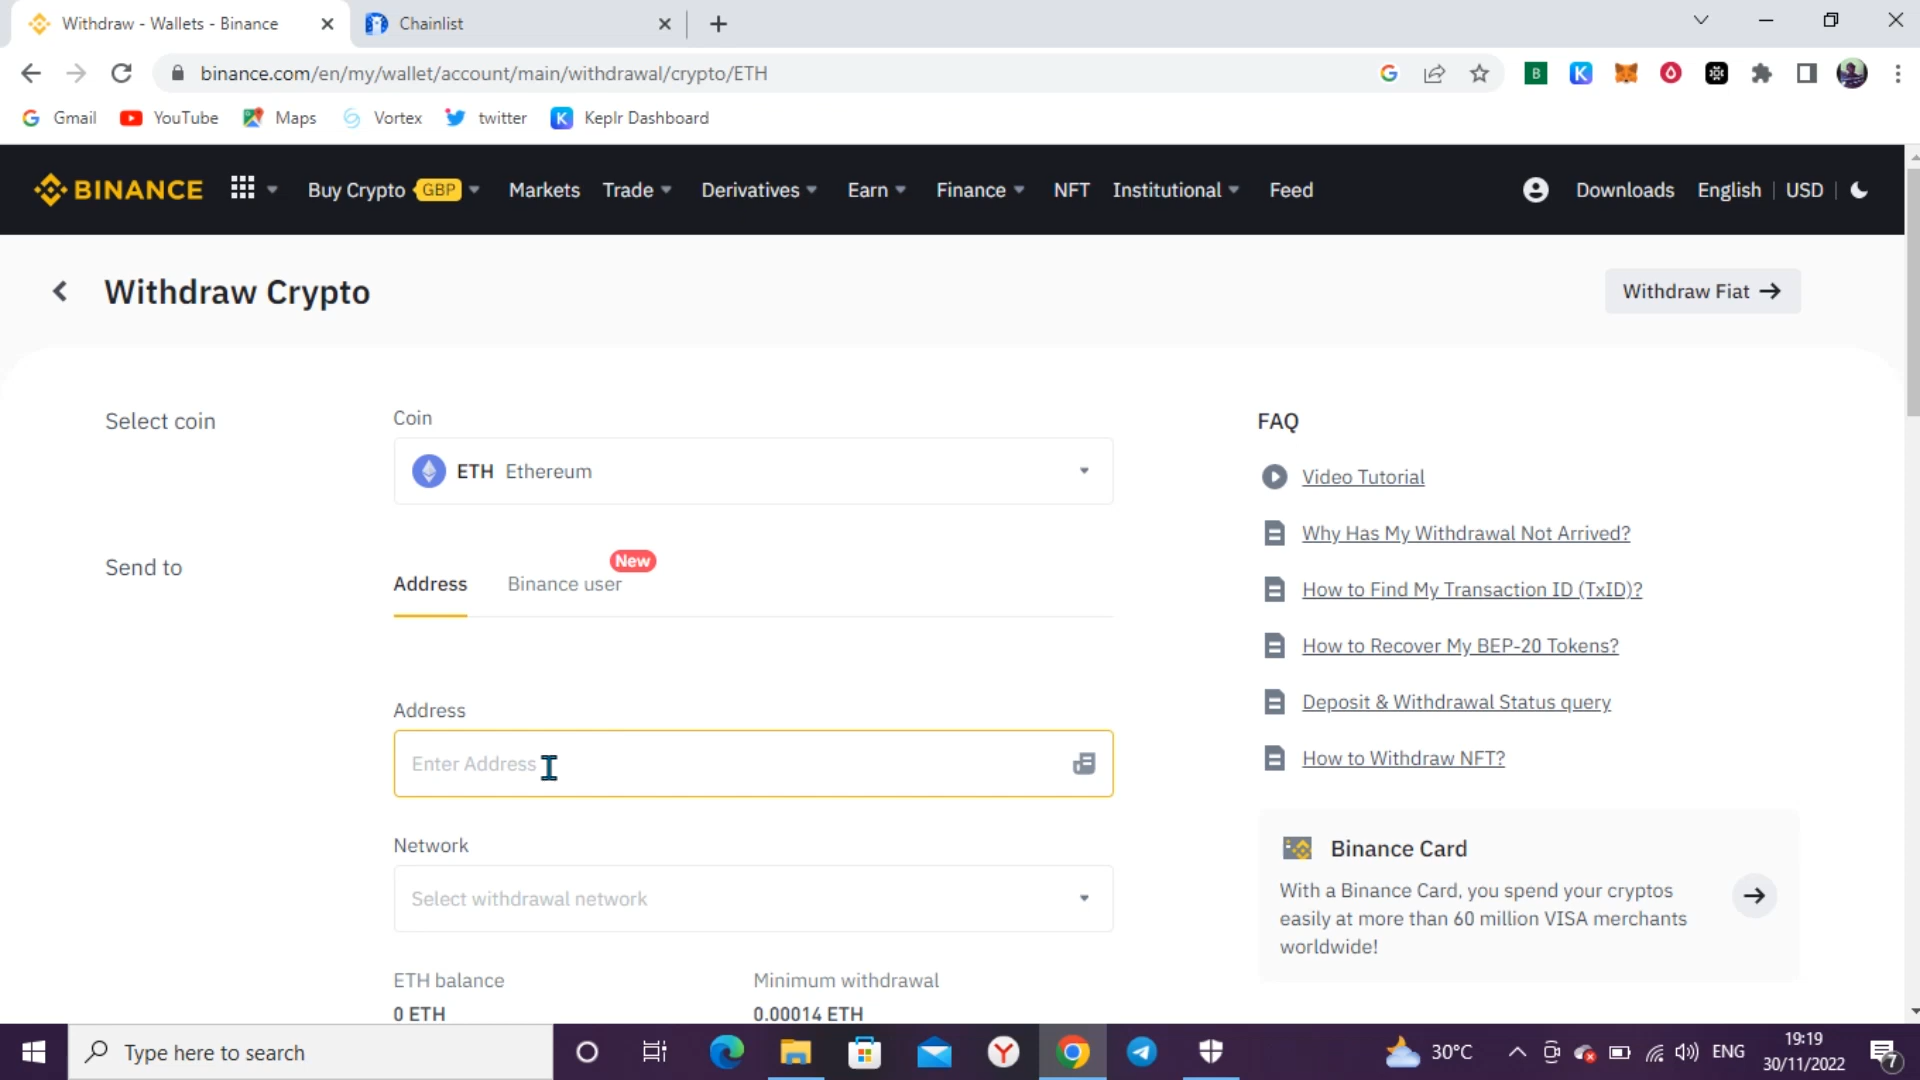 Withdraw - Wallets - Binance
Chainlist
binance.com/en/my/wallet/account/main/withdrawal/crypto/ETH
Gmail
YouTube
Maps
Vortex
twitter
Keplr Dashboard
BINANCE
Buy Crypto GBP
Markets
Trade
Derivatives
Earn
Finance
NFT
Institutional
Feed
Downloads
English
USD
Withdraw Crypto
Withdraw Fiat
Select coin
Coin
ETH Ethereum
Send to
Address
Binance user
New
Address
Enter Address
Network
Select withdrawal network
ETH balance
0 ETH
Minimum withdrawal
0.00014 ETH
FAQ
Video Tutorial
Why Has My Withdrawal Not Arrived?
How to Find My Transaction ID (TxID)?
How to Recover My BEP-20 Tokens?
Deposit & Withdrawal Status query
How to Withdraw NFT?
Binance Card
With a Binance Card, you spend your cryptos
easily at more than 60 million VISA merchants
worldwide!
Type here to search
30°C
ENG
19:19
30/11/2022
7